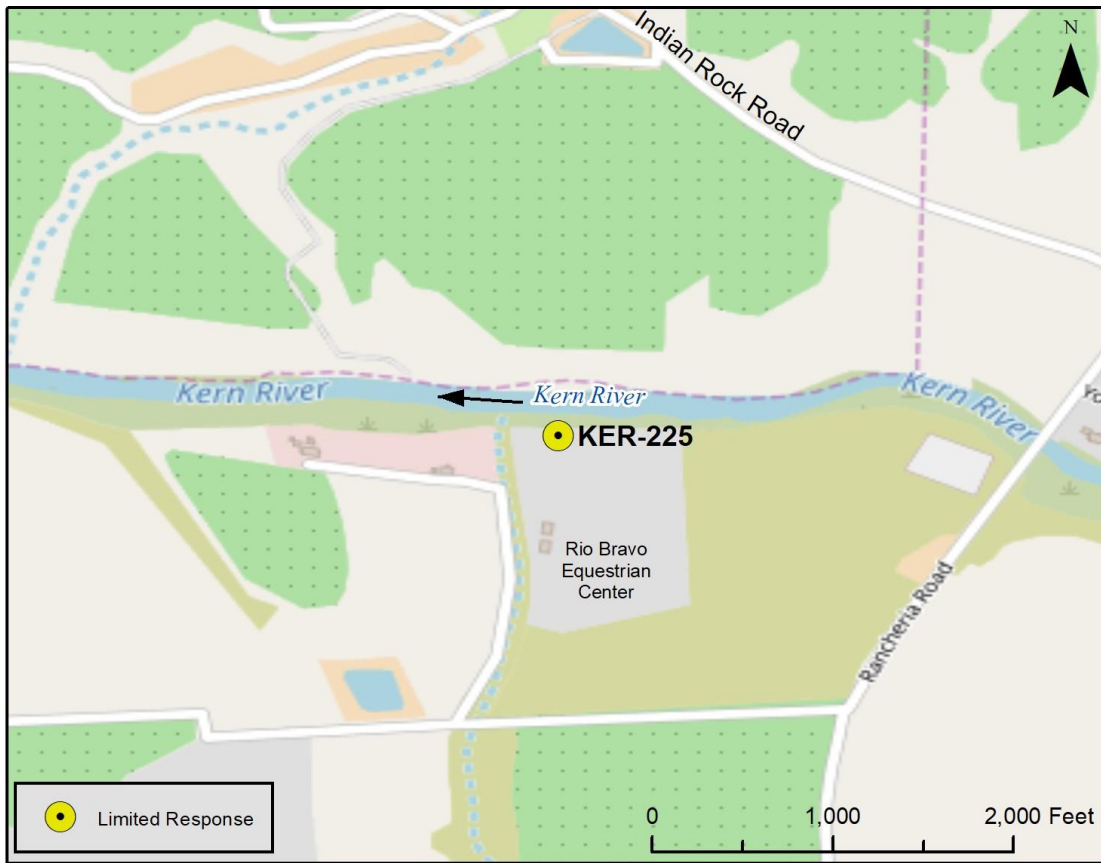 N
Indian Rock Road
Kern River
Kern River
Kern River
KER-225
Rio Bravo
Equestrian
Center
Rancheria Road
Limited Response
0 1,000 2,000 Feet